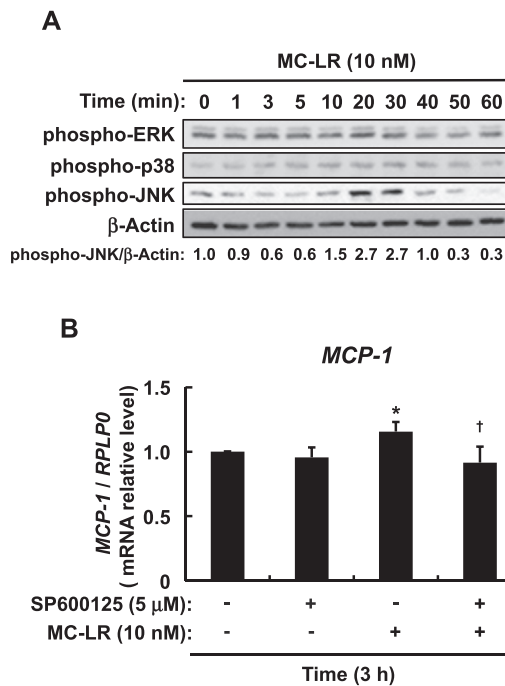 A
MC-LR (10 nM)
Time (min): 0 1 3 5 10 20 30 40 50 60
phospho-ERK
phospho-p38
phospho-JNK
β-Actin
phospho-JNK/β-Actin: 1.0 0.9 0.6 0.6 1.5 2.7 2.7 1.0 0.3 0.3
B
MCP-1
MCP-1 / RPLP0
( mRNA relative level)
1.5
1.0
0.5
0
*
†
SP600125 (5 μM): - + - +
MC-LR (10 nM): - - + +
Time (3 h)